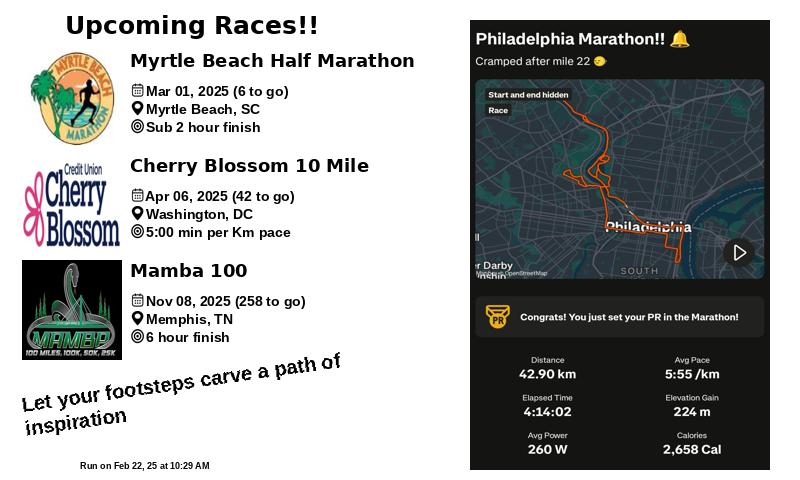 Upcoming Races!!
MYRTLE BEACH
MARATHON
Myrtle Beach Half Marathon
Mar 01, 2025 (6 to go)
Myrtle Beach, SC
Sub 2 hour finish
Credit Union
Cherry
Blossom
Cherry Blossom 10 Mile
Apr 06, 2025 (42 to go)
Washington, DC
5:00 min per Km pace
MAMBA
100 MILES, 100K, 50K, 25K
Mamba 100
Nov 08, 2025 (258 to go)
Memphis, TN
6 hour finish
Let your footsteps carve a path of
inspiration
Run on Feb 22, 25 at 10:29 AM
Philadelphia Marathon!! 🔔
Cramped after mile 22
Start and end hidden
Race
Philadelphia
ll
r Darby
SOUTH
OpenStreetMap
PR
Congrats! You just set your PR in the Marathon!
Distance
Avg Pace
42.90 km
5:55 /km
Elapsed Time
Elevation Gain
4:14:02
224 m
Avg Power
Calories
260 W
2,658 Cal